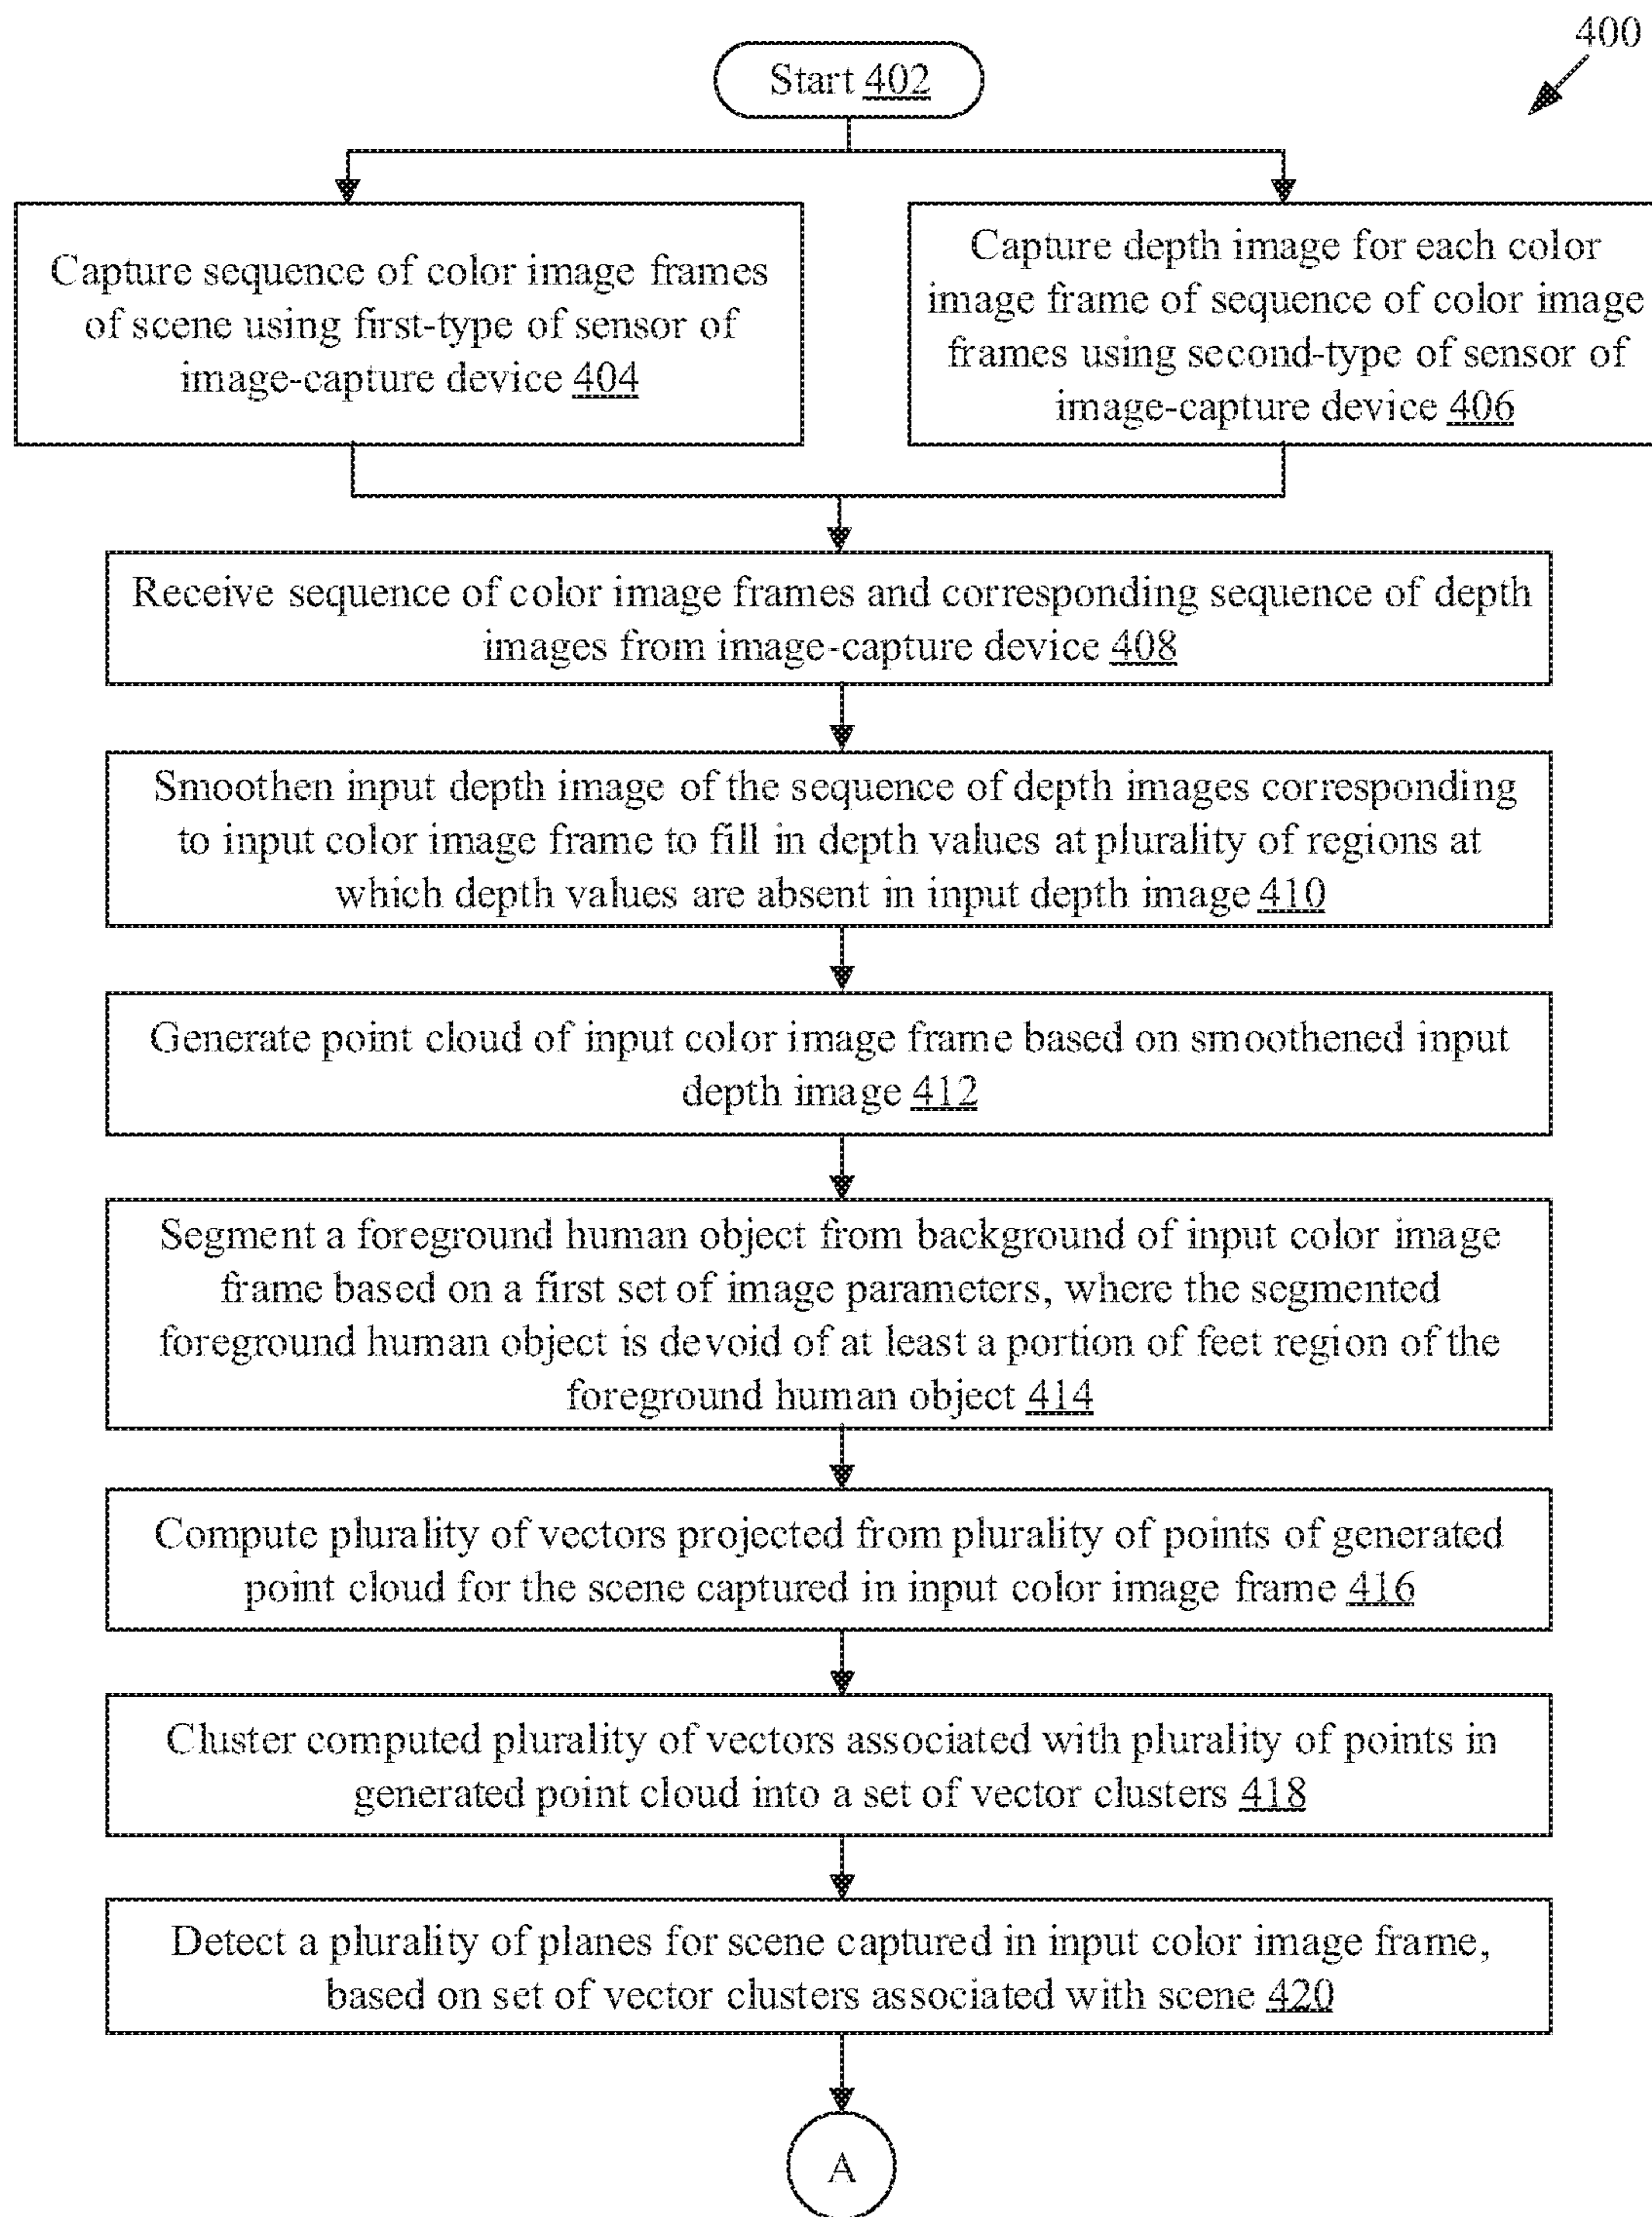 400
Start 402
Capture sequence of color image frames
of scene using first-type of sensor of
image-capture device 404
Capture depth image for each color
image frame of sequence of color image
frames using second-type of sensor of
image-capture device 406
Receive sequence of color image frames and corresponding sequence of depth
images from image-capture device 408
Smoothen input depth image of the sequence of depth images corresponding
to input color image frame to fill in depth values at plurality of regions at
which depth values are absent in input depth image 410
Generate point cloud of input color image frame based on smoothened input
depth image 412
Segment a foreground human object from background of input color image
frame based on a first set of image parameters, where the segmented
foreground human object is devoid of at least a portion of feet region of the
foreground human object 414
Compute plurality of vectors projected from plurality of points of generated
point cloud for the scene captured in input color image frame 416
Cluster computed plurality of vectors associated with plurality of points in
generated point cloud into a set of vector clusters 418
Detect a plurality of planes for scene captured in input color image frame,
based on set of vector clusters associated with scene 420
A